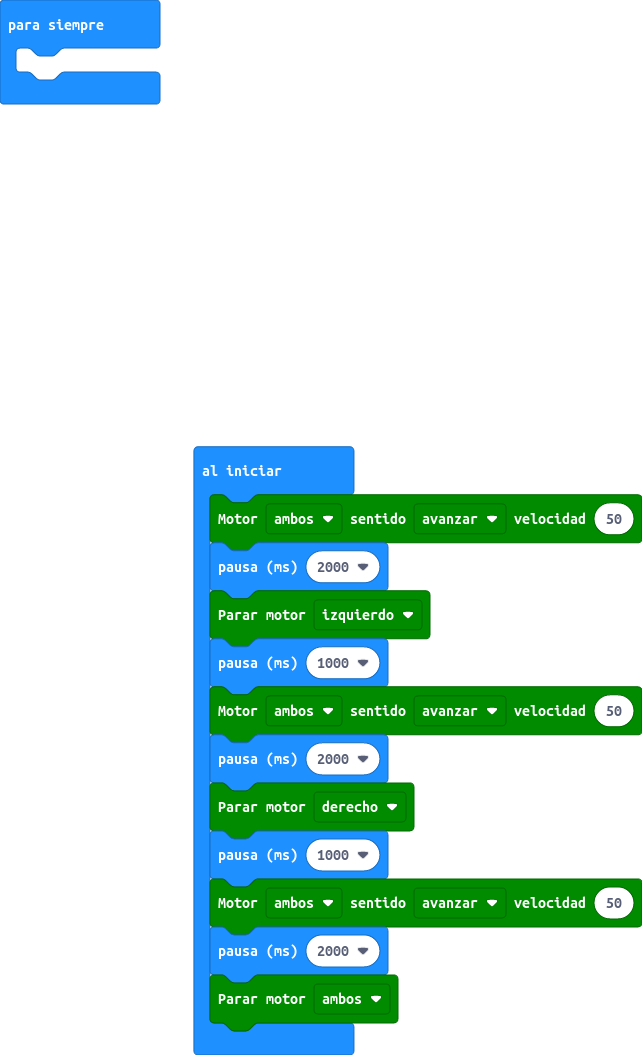 para siempre
al iniciar
Motor ambos sentido avanzar velocidad 50
pausa (ms) 2000
Parar motor izquierdo
pausa (ms) 1000
Motor ambos sentido avanzar velocidad 50
pausa (ms) 2000
Parar motor derecho
pausa (ms) 1000
Motor ambos sentido avanzar velocidad 50
pausa (ms) 2000
Parar motor ambos